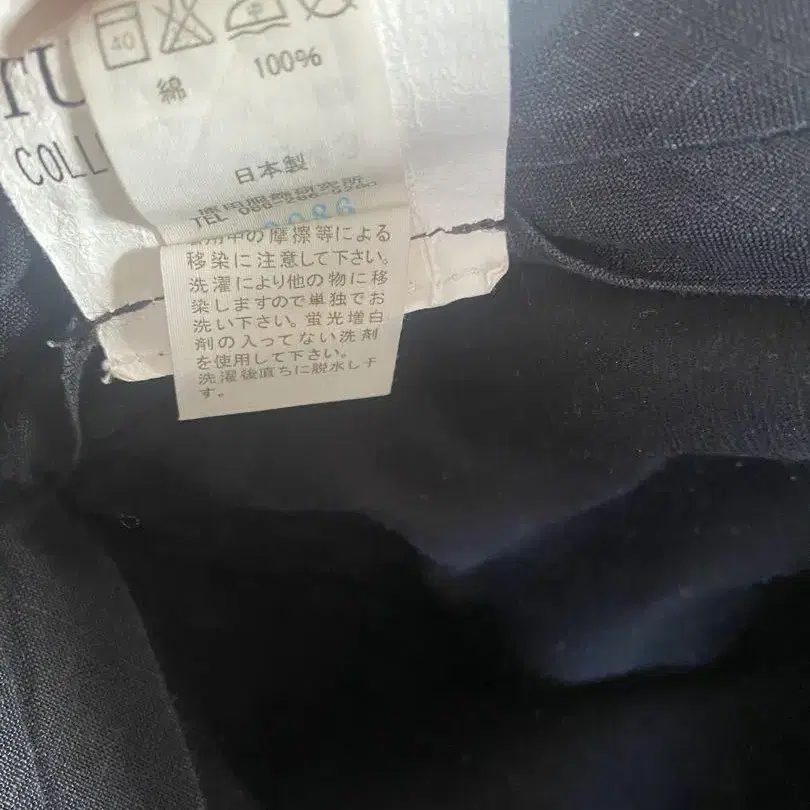 40
中
綿 100%
COLL
日本製
TEL
着用中の摩擦等による
移染に注意して下さい。
洗濯により他の物に移
染しますので単独でお
洗い下さい。蛍光増白
剤の入ってない洗剤
を使用して下さい。
洗濯後直ちに脱水し干
す。